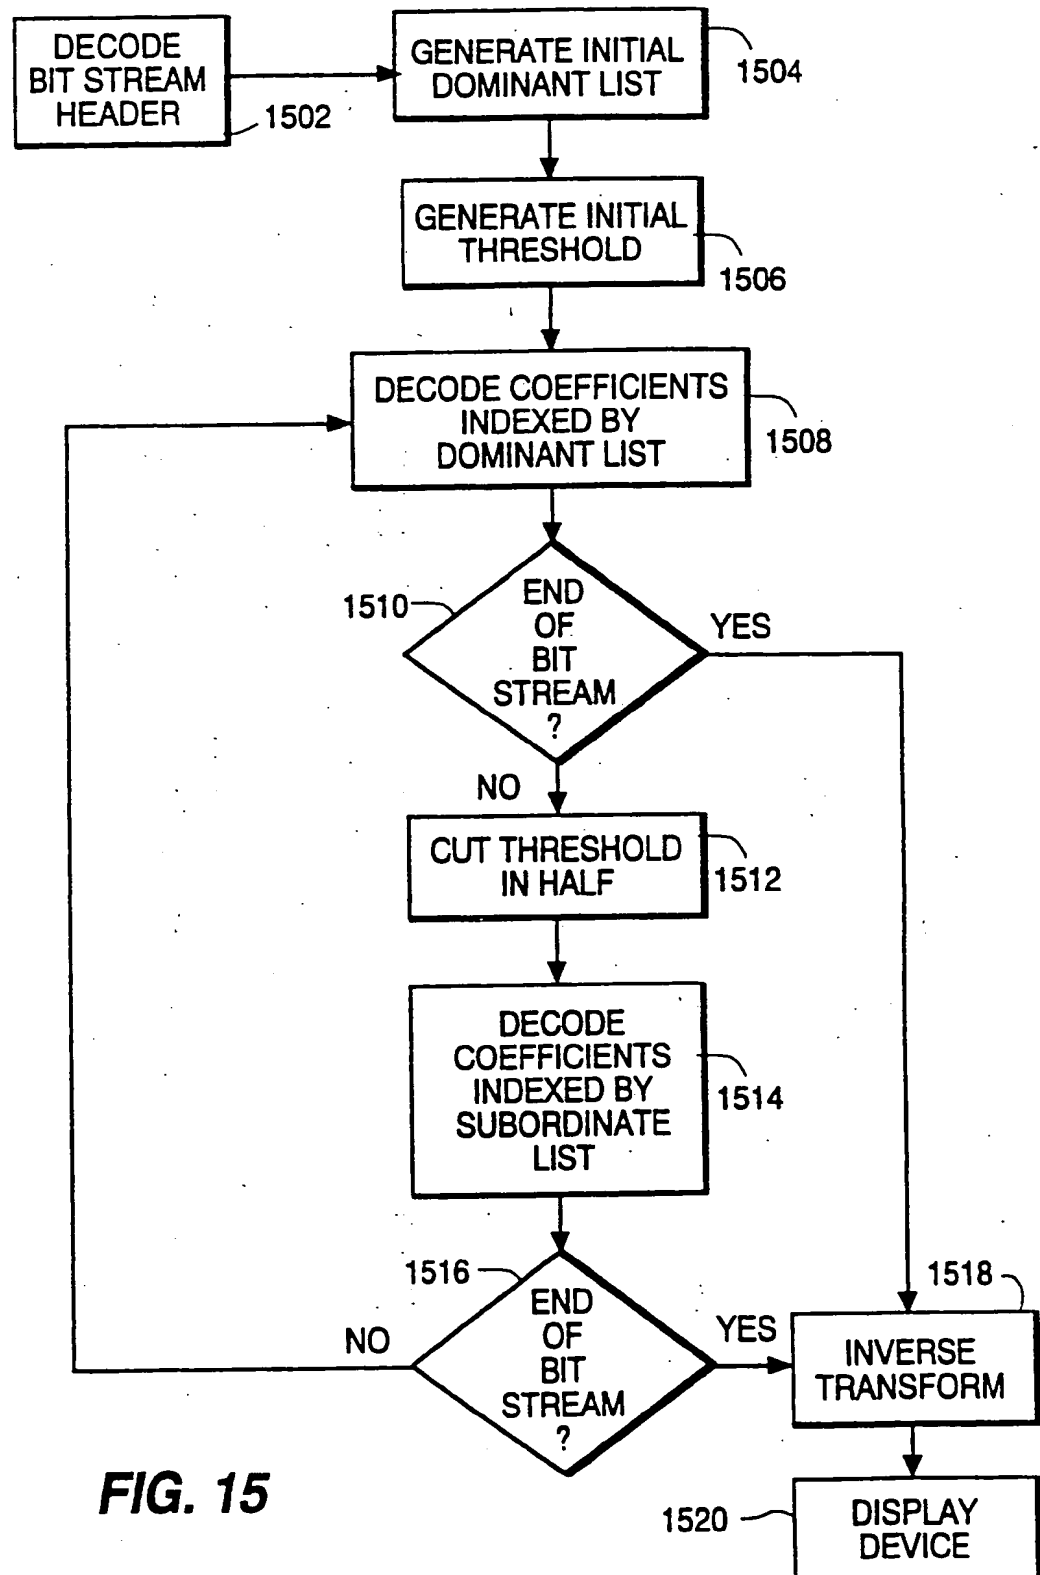 DECODE
BIT STREAM
HEADER
1502
GENERATE INITIAL
DOMINANT LIST
1504
GENERATE INITIAL
THRESHOLD
1506
DECODE COEFFICIENTS
INDEXED BY
DOMINANT LIST
1508
1510
END
OF
BIT
STREAM
?
YES
NO
CUT THRESHOLD
IN HALF
1512
DECODE
COEFFICIENTS
INDEXED BY
SUBORDINATE
LIST
1514
1516
END
OF
BIT
STREAM
?
NO
YES
1518
INVERSE
TRANSFORM
1520
DISPLAY
DEVICE
FIG. 15